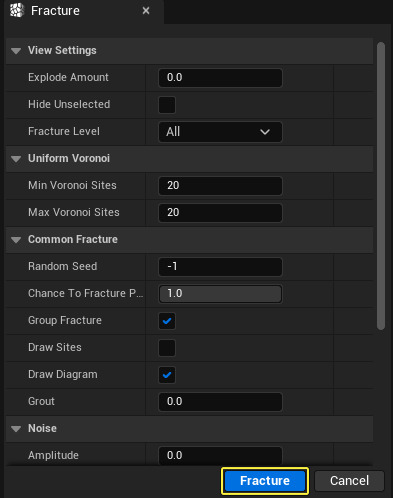 Fracture
View Settings
Explode Amount 0.0
Hide Unselected
Fracture Level All
Uniform Voronoi
Min Voronoi Sites 20
Max Voronoi Sites 20
Common Fracture
Random Seed -1
Chance To Fracture P... 1.0
Group Fracture
Draw Sites
Draw Diagram
Grout 0.0
Noise
Amplitude 0.0
Fracture Cancel